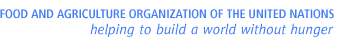 FOOD AND AGRICULTURE ORGANIZATION OF THE UNITED NATIONS
helping to build a world without hunger